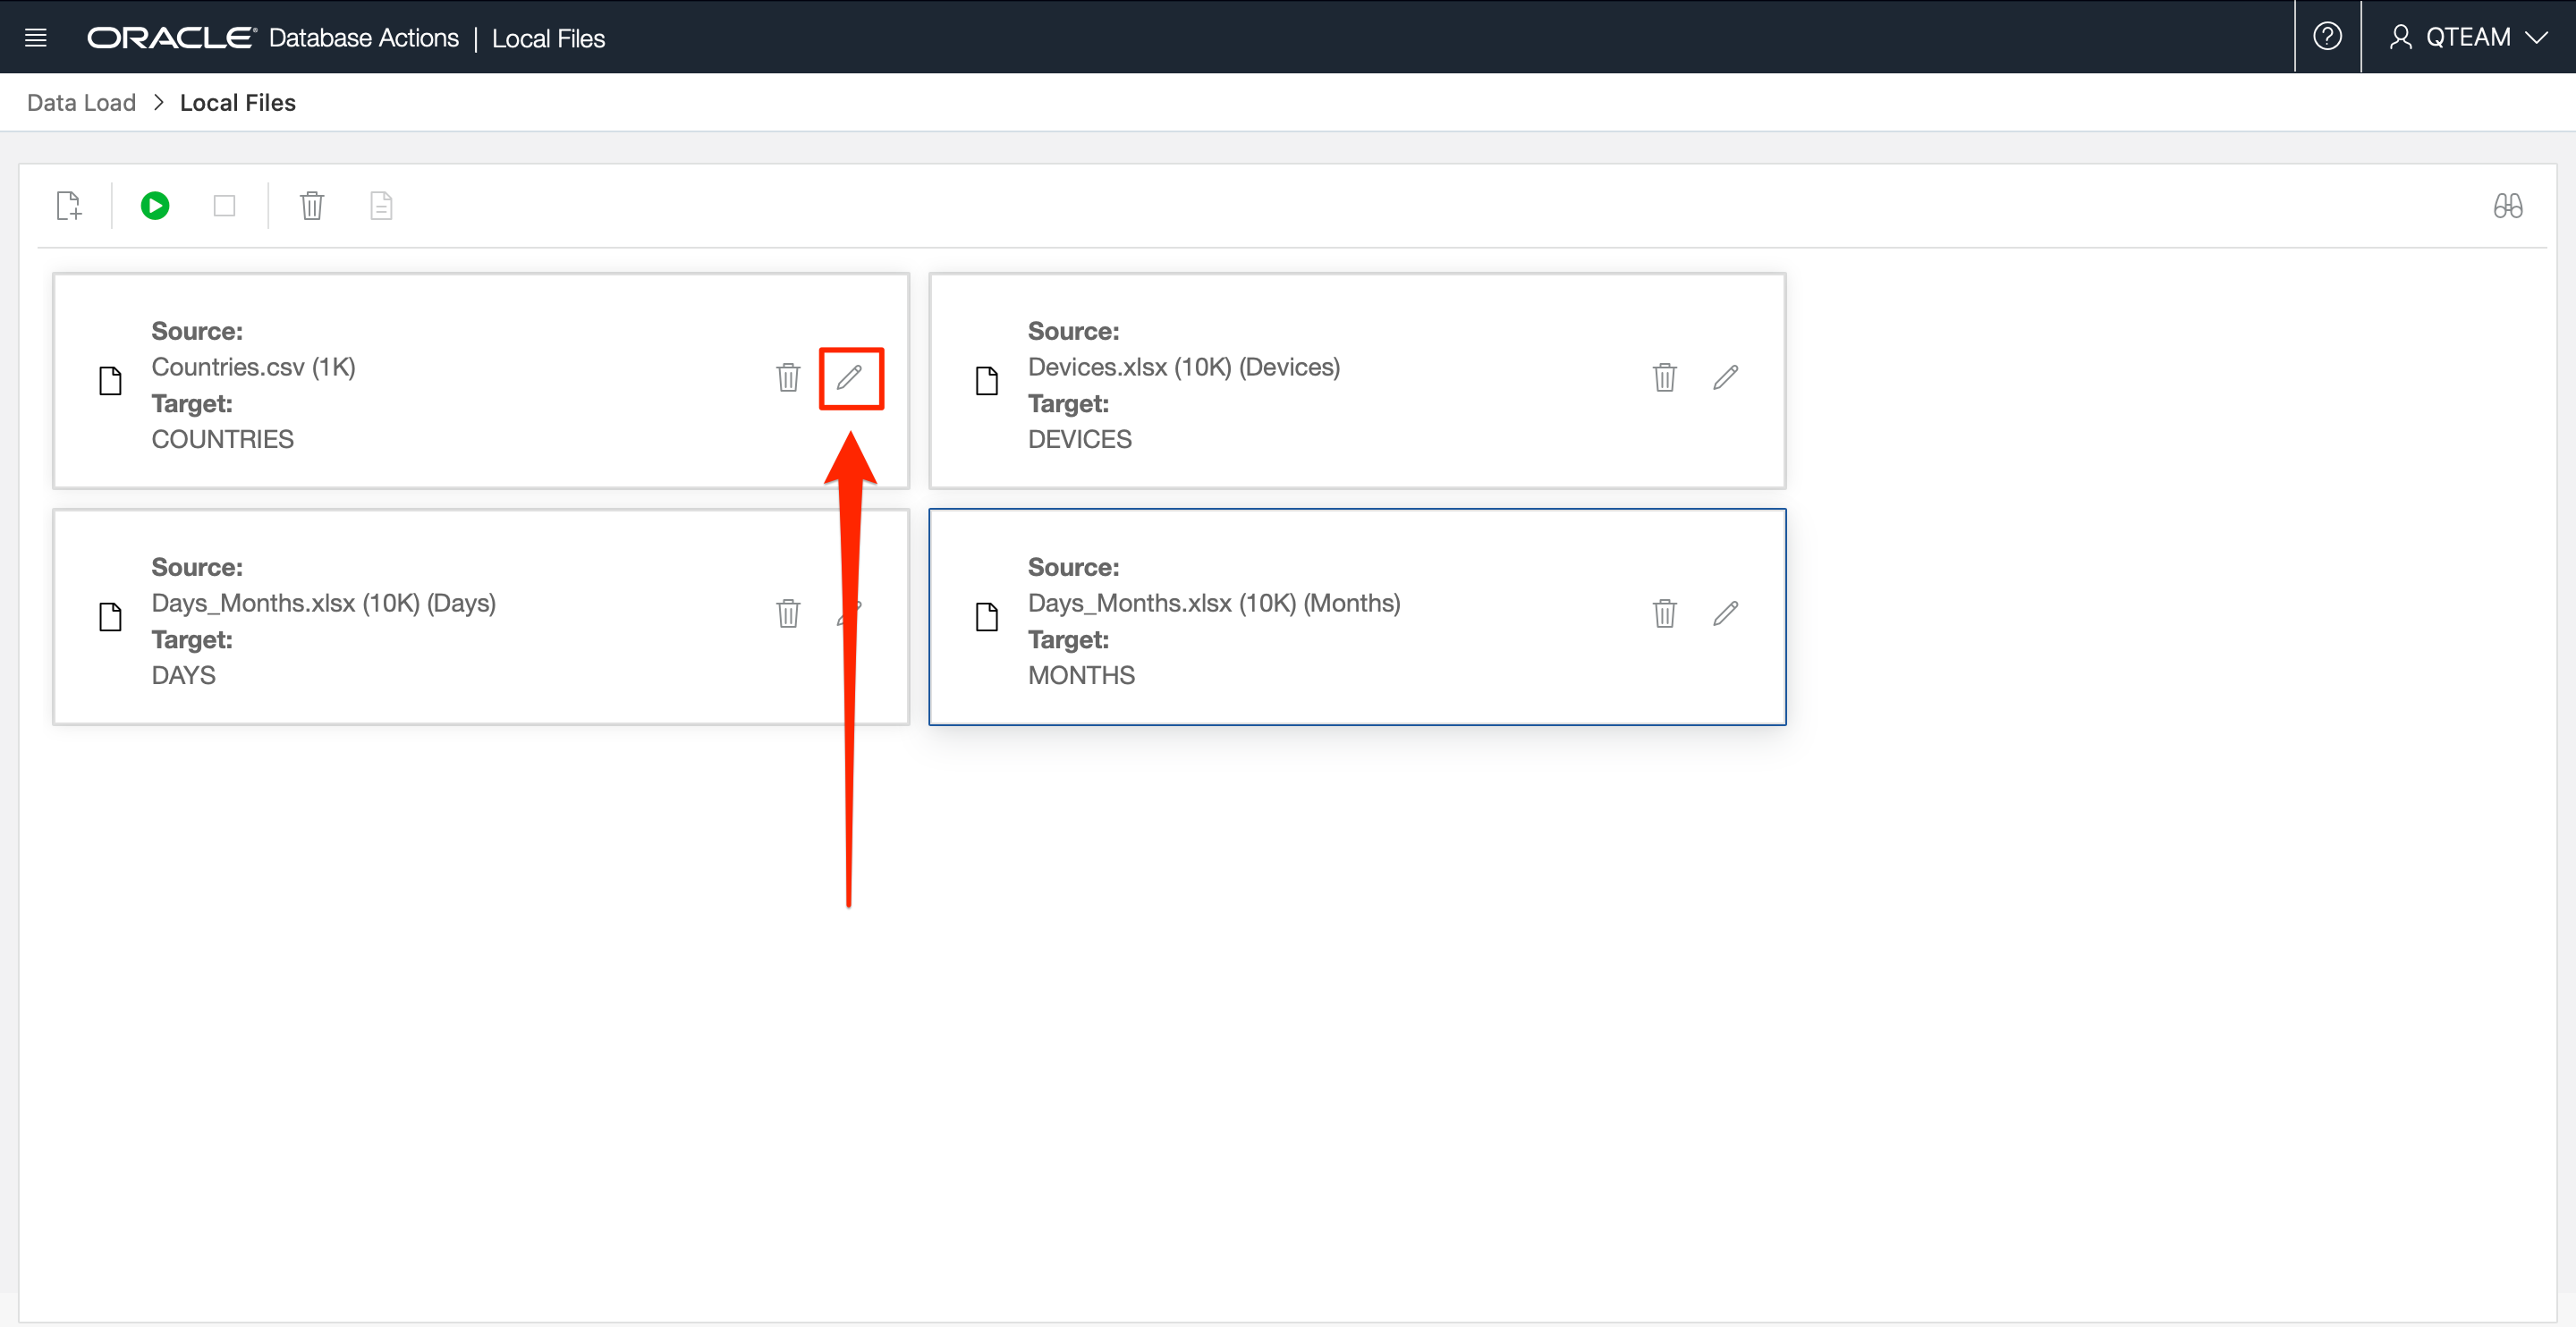 ORACLE® Database Actions | Local Files
QTEAM
Data Load > Local Files
Source:
Countries.csv (1K)
Target:
COUNTRIES
Source:
Devices.xlsx (10K) (Devices)
Target:
DEVICES
Source:
Days_Months.xlsx (10K) (Days)
Target:
DAYS
Source:
Days_Months.xlsx (10K) (Months)
Target:
MONTHS